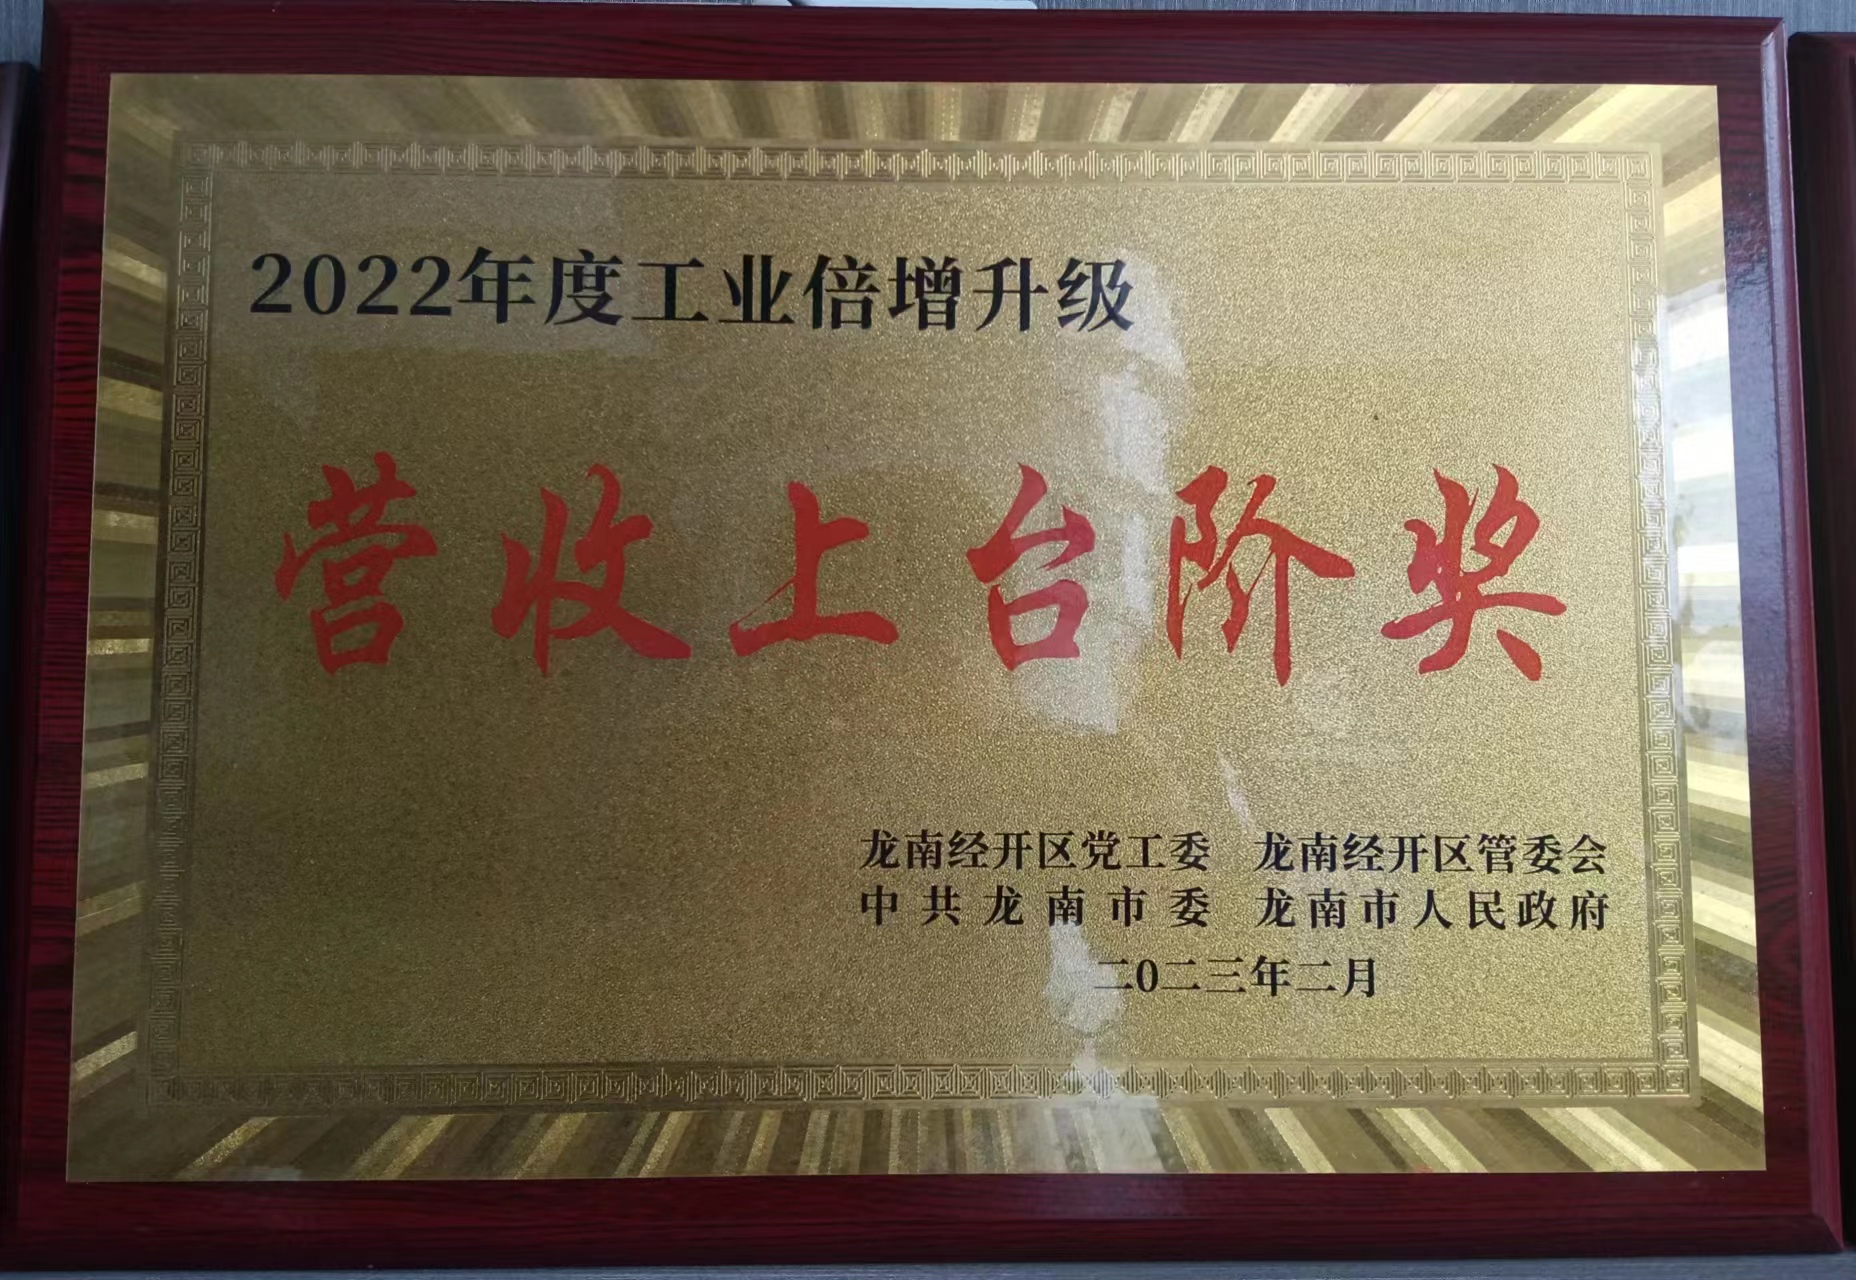 2022年度工业倍增升级
营收上台阶奖
龙南经开区党工委 龙南经开区管委会
中共龙南市委 龙南市人民政府
二0二三年二月